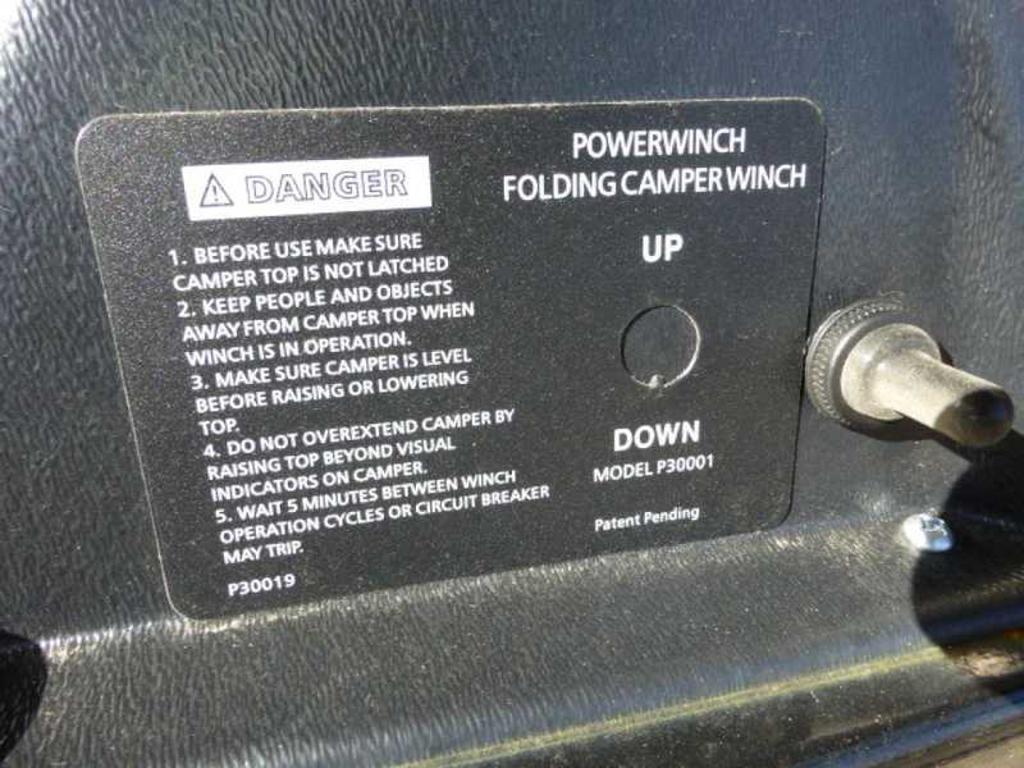 DANGER
1. BEFORE USE MAKE SURE
CAMPER TOP IS NOT LATCHED
2. KEEP PEOPLE AND OBJECTS
AWAY FROM CAMPER TOP WHEN
WINCH IS IN OPERATION.
3. MAKE SURE CAMPER IS LEVEL
BEFORE RAISING OR LOWERING
TOP.
4. DO NOT OVEREXTEND CAMPER BY
RAISING TOP BEYOND VISUAL
INDICATORS ON CAMPER.
5. WAIT 5 MINUTES BETWEEN WINCH
OPERATION CYCLES OR CIRCUIT BREAKER
MAY TRIP.
P30019
POWERWINCH
FOLDING CAMPER WINCH
UP
DOWN
MODEL P30001
Patent Pending